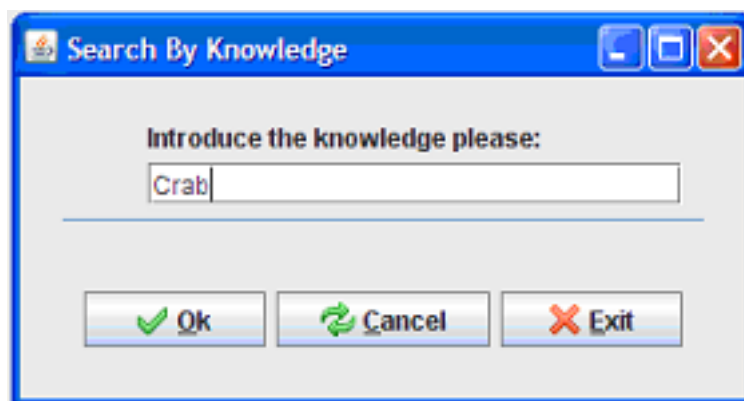 Search By Knowledge
Introduce the knowledge please:
Crab
Ok Cancel Exit